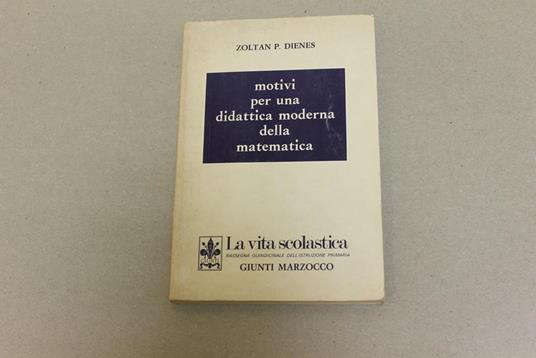 ZOLTAN P. DIENES
motivi
per una
didattica moderna
della
matematica
La vita scolastica
RASSEGNA QUINDICINALE DELL'ISTRUZIONE PRIMARIA
GIUNTI MARZOCCO